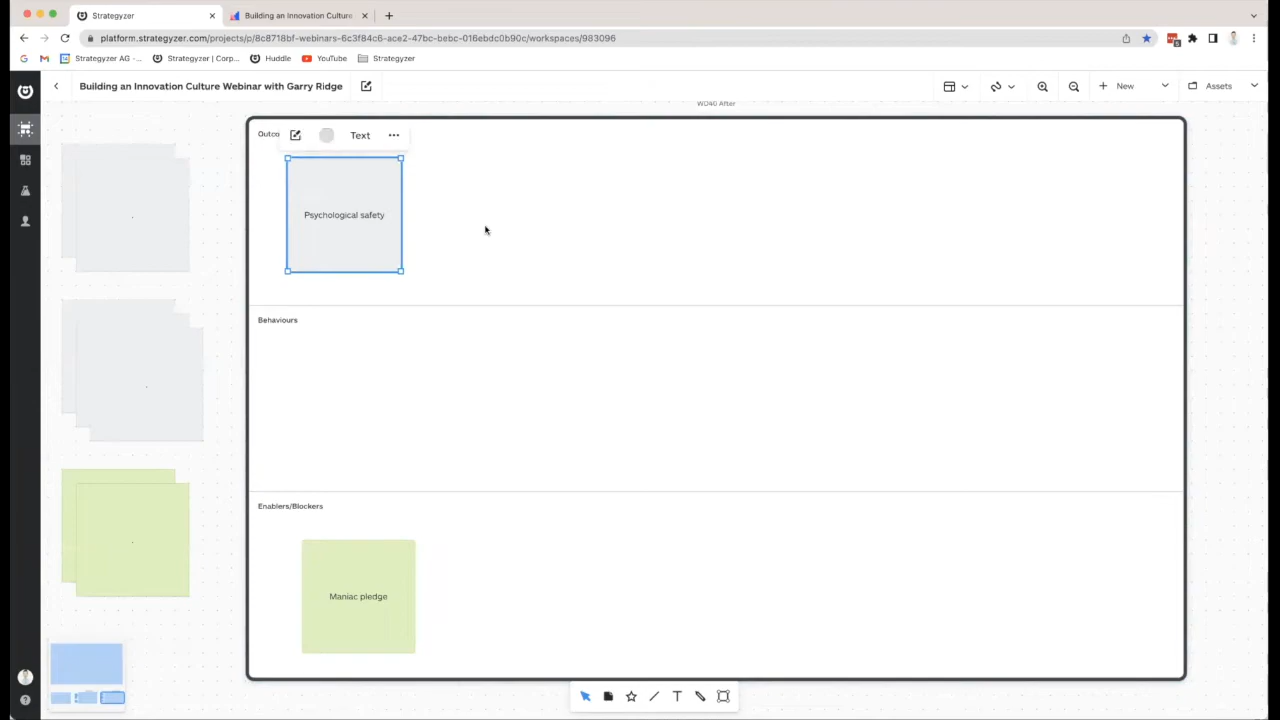 Strategyzer
Building an Innovation Culture
platform.strategyzer.com/projects/p/8c8718bf-webinars-6c3f84c6-ace2-47bc-bebc-016ebdc0b90c/workspaces/983096
Strategyzer AG - ...
Strategyzer | Corp...
Huddle
YouTube
Strategyzer
Building an Innovation Culture Webinar with Garry Ridge
New
Assets
WD40 After
Outco
Text
Psychological safety
Behaviours
Enablers/Blockers
Maniac pledge